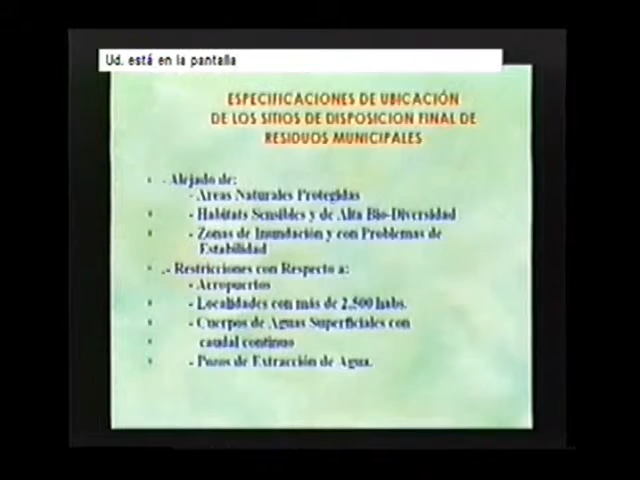 Ud. está en la pantalla
ESPECIFICACIONES DE UBICACIÓN
DE LOS SITIOS DE DISPOSICION FINAL DE
RESIDUOS MUNICIPALES
· .- Alejado de:
- Areas Naturales Protegidas
· - Habitats Sensibles y de Alta Bio-Diversidad
· - Zonas de Inundación y con Problemas de
Estabilidad
· .- Restricciones con Respecto a:
- Aeropuertos
· - Localidades con más de 2,500 habs.
· - Cuerpos de Aguas Superficiales con
· caudal continuo
· - Pozos de Extracción de Agua.